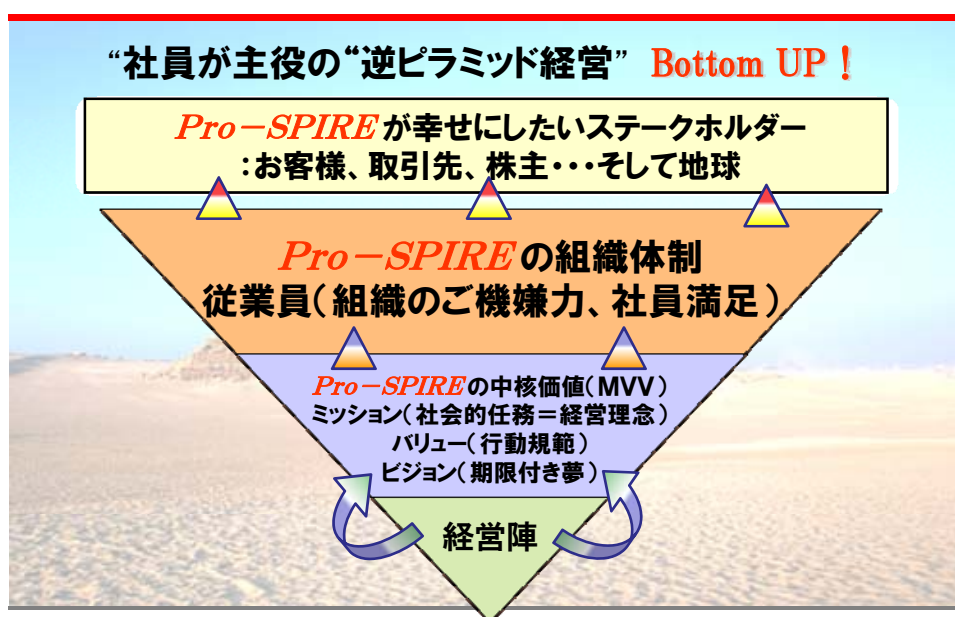 “社員が主役の“逆ピラミッド経営” Bottom UP!
Pro-SPIREが幸せにしたいステークホルダー
:お客様、取引先、株主・・・そして地球
Pro-SPIREの組織体制
従業員(組織のご機嫌力、社員満足)
Pro-SPIREの中核価値(MVV)
ミッション(社会的任務=経営理念)
バリュー(行動規範)
ビジョン(期限付き夢)
経営陣